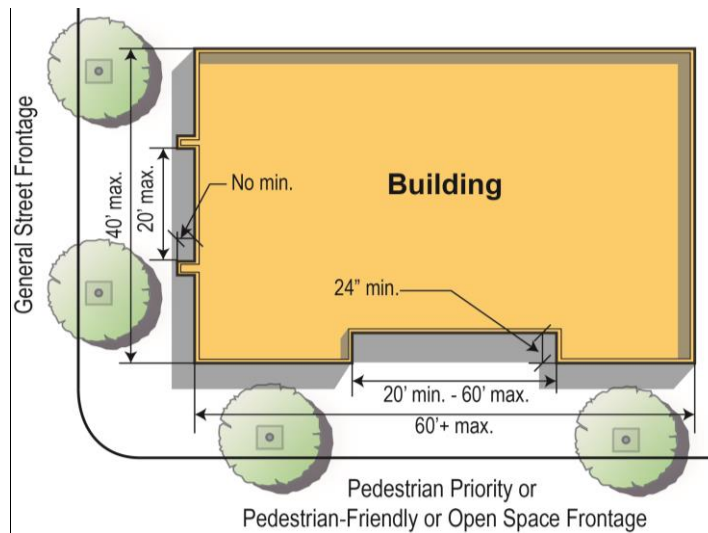 General Street Frontage
40’ max.
20’ max.
No min.
Building
24” min.
20’ min. - 60’ max.
60’+ max.
Pedestrian Priority or
Pedestrian-Friendly or Open Space Frontage